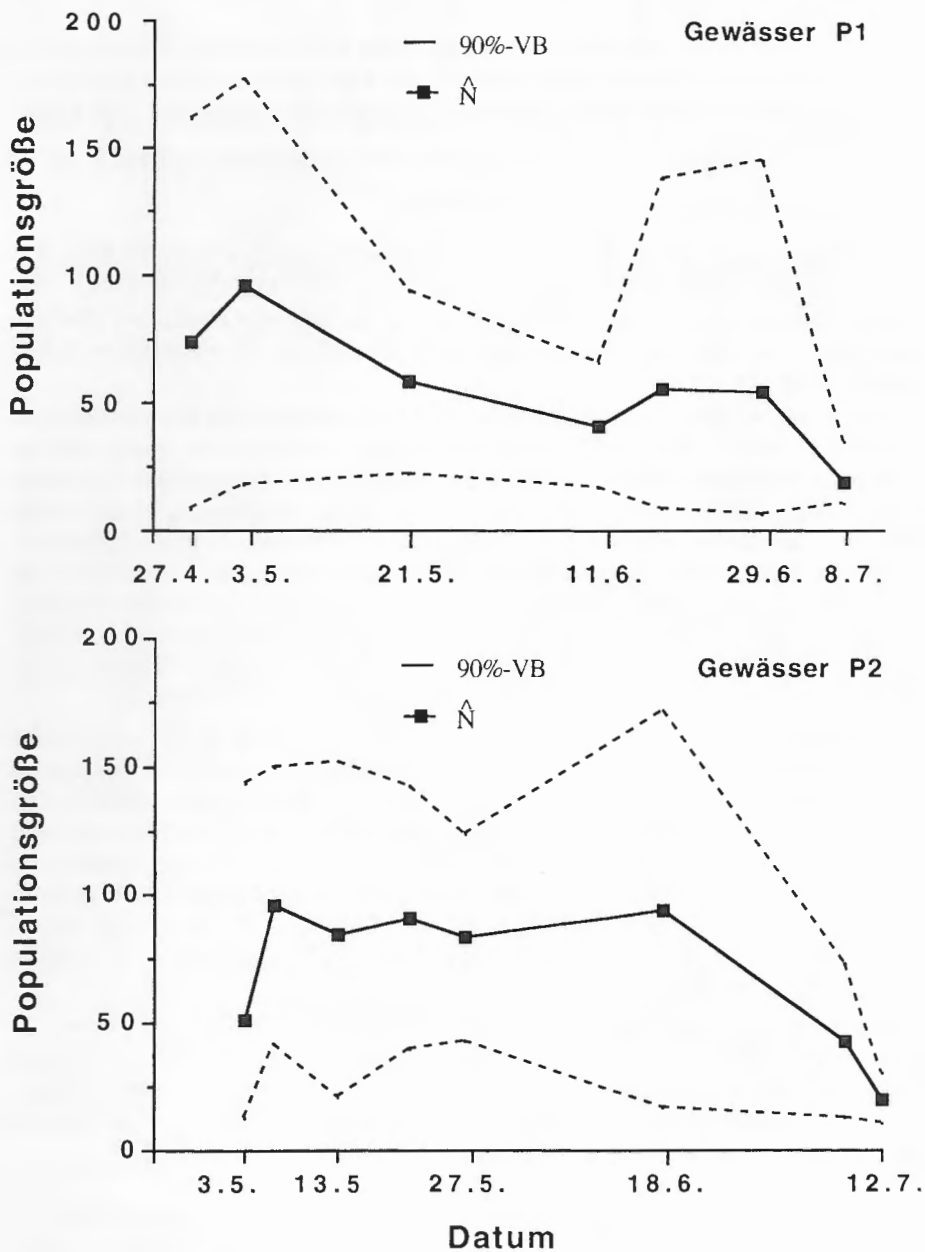 200
150
100
50
0
Populationsgröße
90%-VB
N̂
Gewässer P1
27.4. 3.5. 21.5. 11.6. 29.6. 8.7.
200
150
100
50
0
Populationsgröße
90%-VB
N̂
Gewässer P2
3.5. 13.5 27.5. 18.6. 12.7.
Datum